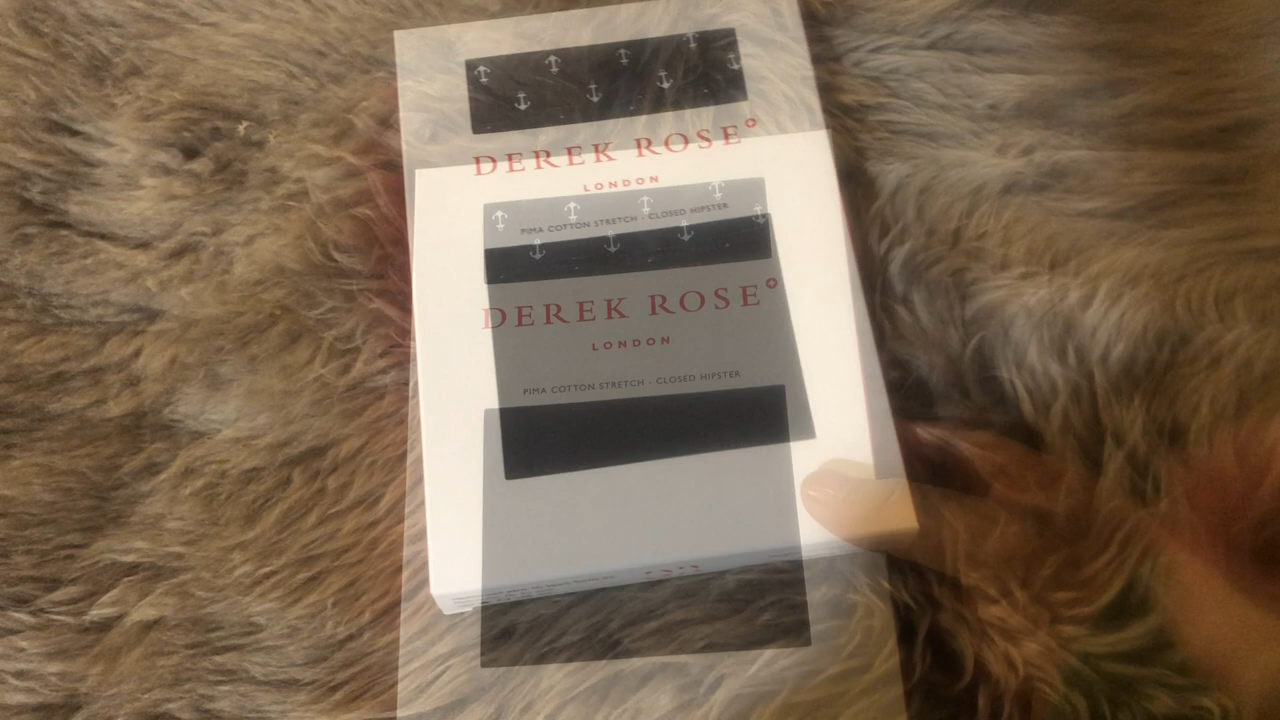 DEREK ROSE
LONDON
PIMA COTTON STRETCH - CLOSED HIPSTER
DEREK ROSE
LONDON
PIMA COTTON STRETCH - CLOSED HIPSTER